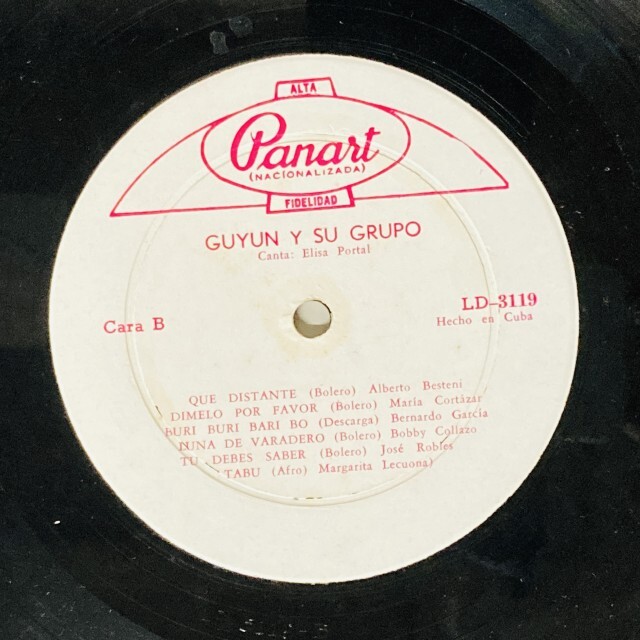 ALTA
Panart
(NACIONALIZADA)
FIDELIDAD
GUYUN Y SU GRUPO
Canta: Elisa Portal
Cara B
LD-3119
Hecho en Cuba
QUE DISTANTE (Bolero) Alberto Besteni
DIMELO POR FAVOR (Bolero) María Cortázar
BURI BURI BARI BO (Descarga) Bernardo García
LUNA DE VARADERO (Bolero) Bobby Collazo
TU DEBES SABER (Bolero) José Robles
TABU (Afro) Margarita Lecuona)